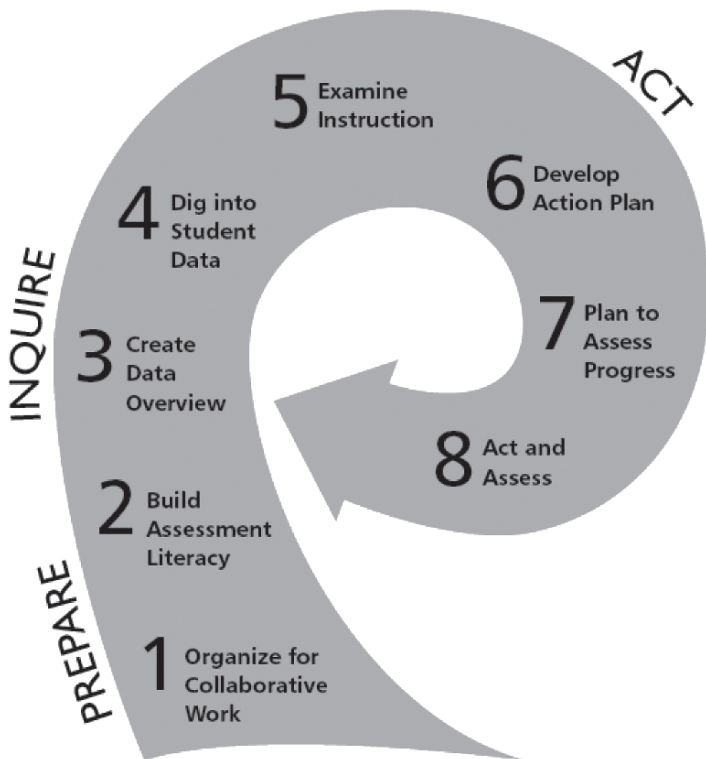 PREPARE
1 Organize for
Collaborative
Work
2 Build
Assessment
Literacy
INQUIRE
3 Create
Data
Overview
4 Dig into
Student
Data
5 Examine
Instruction
ACT
6 Develop
Action Plan
7 Plan to
Assess
Progress
8 Act and
Assess